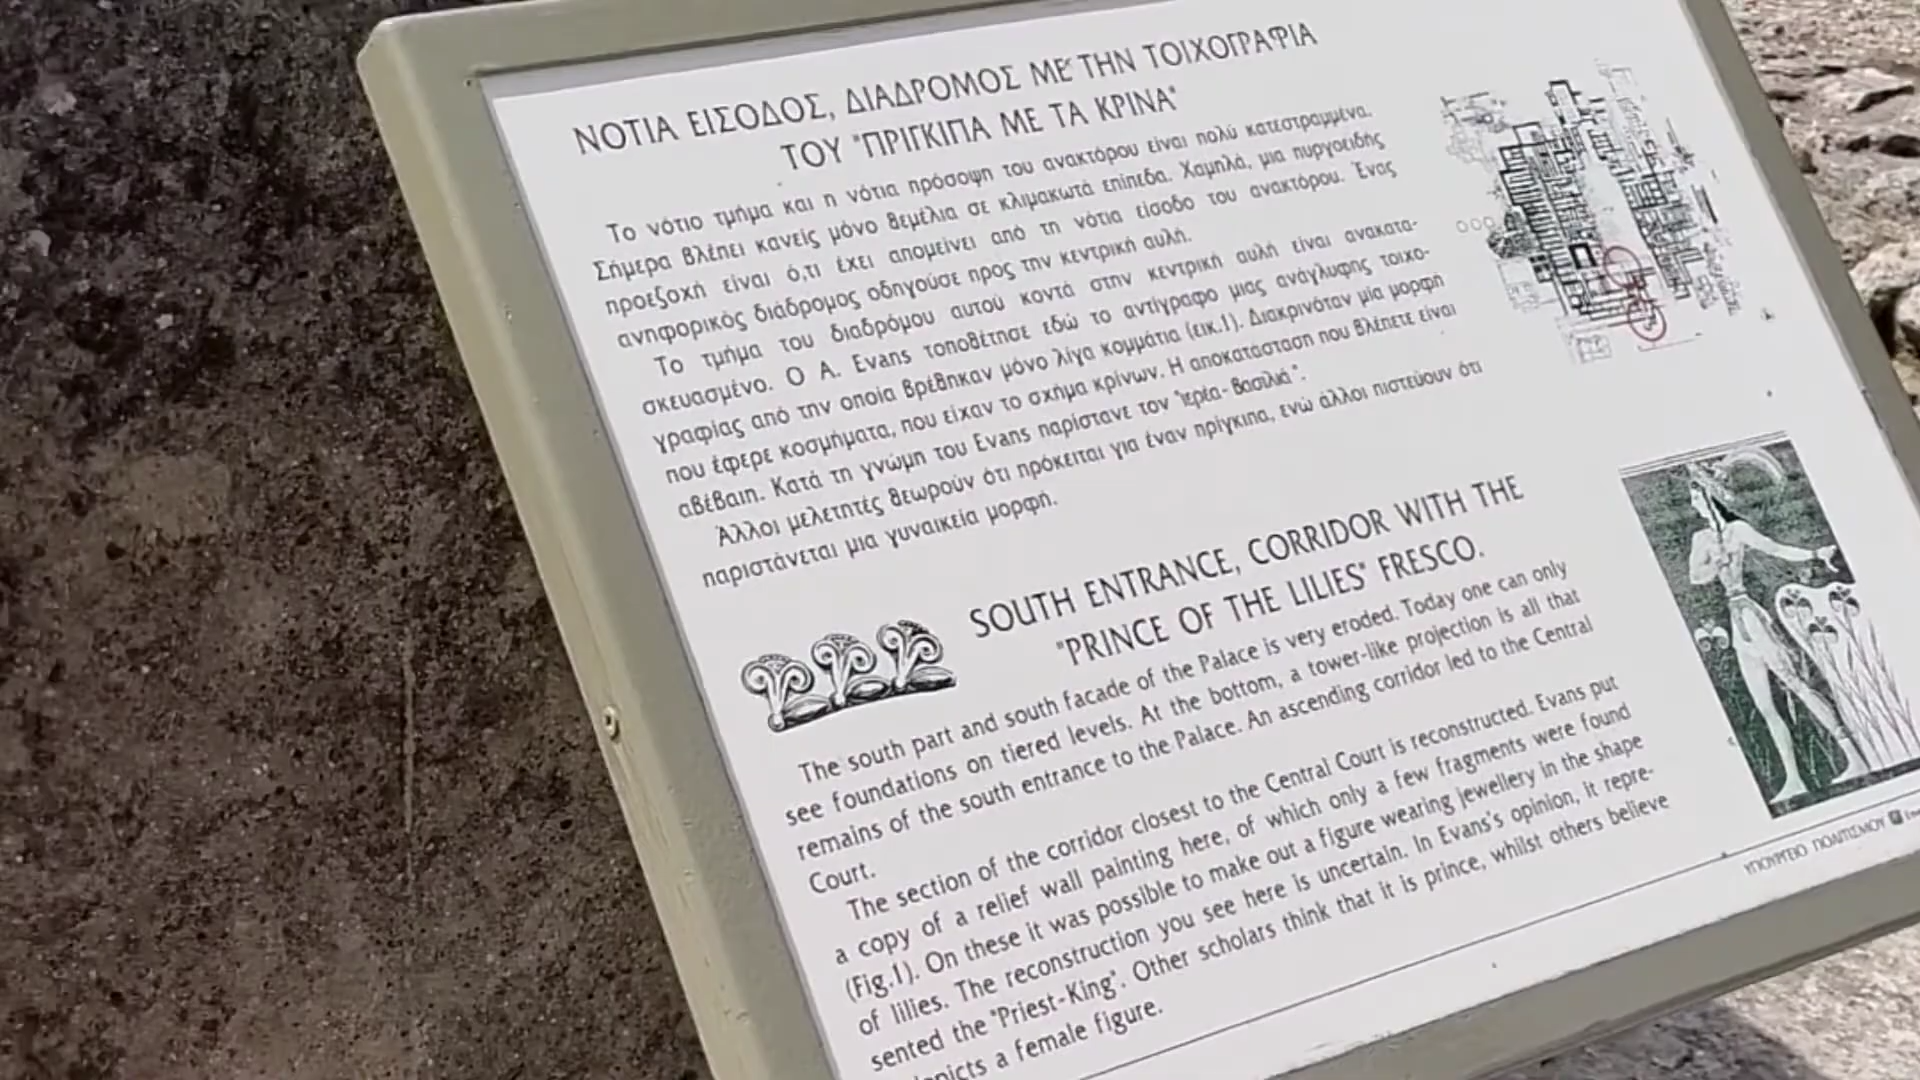 ΝΟΤΙΑ ΕΙΣΟΔΟΣ, ΔΙΑΔΡΟΜΟΣ ΜΕ ΤΗΝ ΤΟΙΧΟΓΡΑΦΙΑ
ΤΟΥ "ΠΡΙΓΚΙΠΑ ΜΕ ΤΑ ΚΡΙΝΑ"
Το νότιο τμήμα και η νότια πρόσοψη του ανακτόρου είναι πολύ κατεστραμμένα.
Σήμερα βλέπει κανείς μόνο θεμέλια σε κλιμακωτά επίπεδα. Χαμηλά, μια πυργοειδής
προεξοχή είναι ό,τι έχει απομείνει από τη νότια είσοδο του ανακτόρου. Ένας
ανηφορικός διάδρομος οδηγούσε προς την κεντρική αυλή.
Το τμήμα του διαδρόμου αυτού κοντά στην κεντρική αυλή είναι ανακατα-
σκευασμένο. Ο Α. Evans τοποθέτησε εδώ το αντίγραφο μιας ανάγλυφης τοιχο-
γραφίας από την οποία βρέθηκαν μόνο λίγα κομμάτια (εικ.1). Διακρινόταν μία μορφή
που έφερε κοσμήματα, που είχαν το σχήμα κρίνων. Η αποκατάσταση που βλέπετε είναι
αβέβαιη. Κατά τη γνώμη του Evans παρίστανε τον "Ιερέα-Βασιλιά".
Άλλοι μελετητές θεωρούν ότι πρόκειται για έναν πρίγκιπα, ενώ άλλοι πιστεύουν ότι
παριστάνεται μια γυναικεία μορφή.
SOUTH ENTRANCE, CORRIDOR WITH THE
"PRINCE OF THE LILIES" FRESCO.
The south part and south facade of the Palace is very eroded. Today one can only
see foundations on tiered levels. At the bottom, a tower-like projection is all that
remains of the south entrance to the Palace. An ascending corridor led to the Central
Court.
The section of the corridor closest to the Central Court is reconstructed. Evans put
a copy of a relief wall painting here, of which only a few fragments were found
(Fig.1). On these it was possible to make out a figure wearing jewellery in the shape
of lilies. The reconstruction you see here is uncertain. In Evans's opinion, it repre-
sented the "Priest-King". Other scholars think that it is prince, whilst others believe
a female figure.
ΥΠΟΥΡΓΕΙΟ ΠΟΛΙΤΙΣΜΟΥ